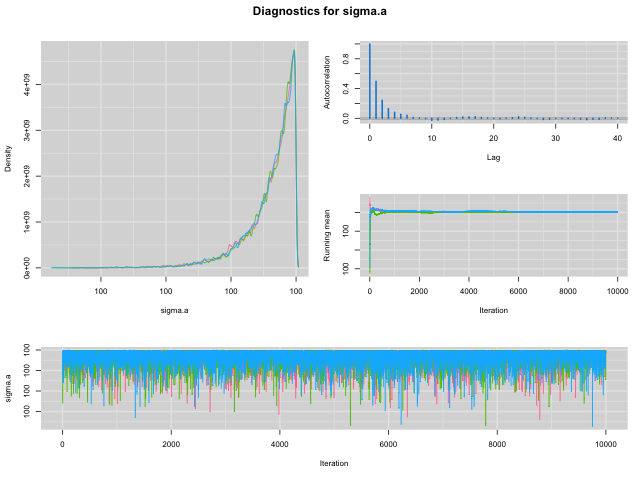 Diagnostics for sigma.a
Density
0e+00 1e+09 2e+09 3e+09 4e+09
100 100 100 100
sigma.a
Autocorrelation
0.0 0.4 0.8
0 10 20 30 40
Lag
Running mean
100 100
0 2000 4000 6000 8000 10000
Iteration
sigma.a
100 100 100 100
0 2000 4000 6000 8000 10000
Iteration